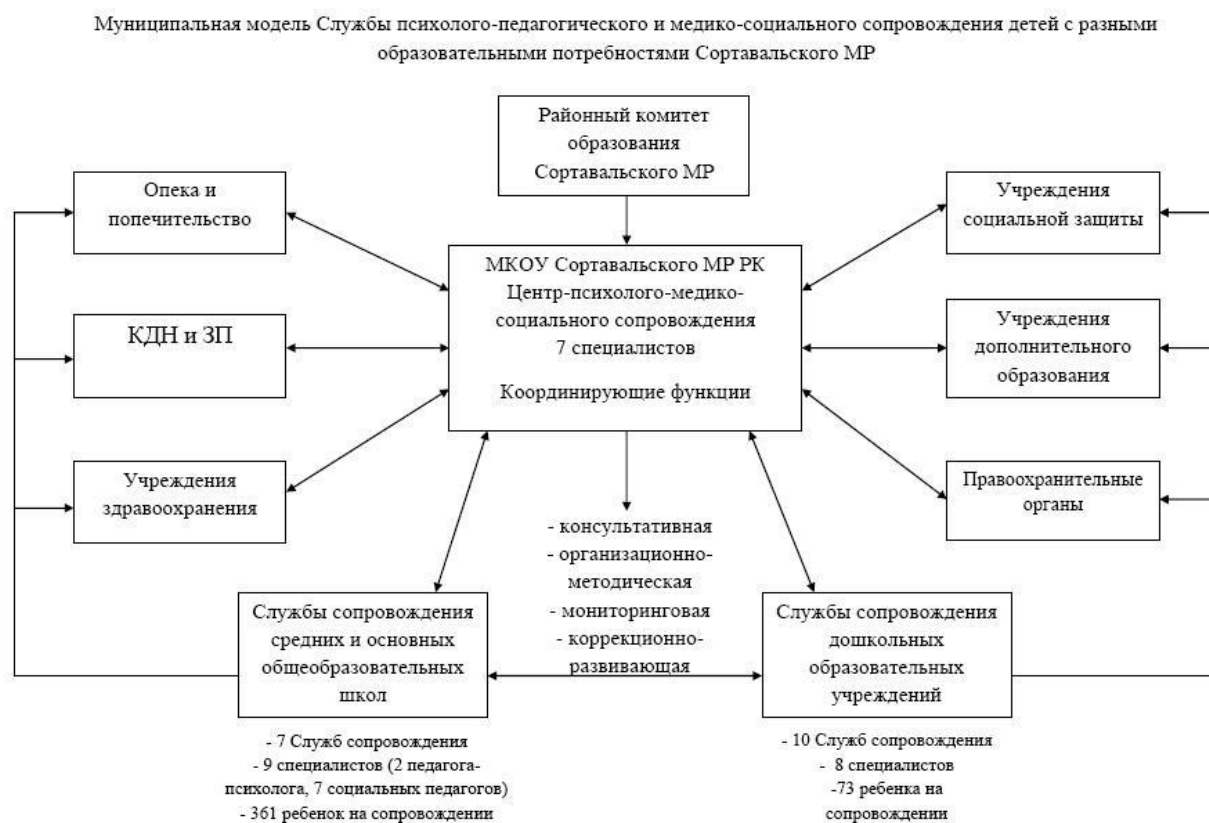 Муниципальная модель Службы психолого-педагогического и медико-социального сопровождения детей с разными
образовательными потребностями Сортавальского МР
Районный комитет
образования
Сортавальского МР
Опека и
попечительство
Учреждения
социальной защиты
МКОУ Сортавальского МР РК
Центр-психолого-медико-
социального сопровождения
7 специалистов
Координирующие функции
КДН и ЗП
Учреждения
дополнительного
образования
Учреждения
здравоохранения
Правоохранительные
органы
- консультативная
- организационно-
методическая
- мониторинговая
- коррекционно-
развивающая
Службы сопровождения
средних и основных
общеобразовательных
школ
Службы сопровождения
дошкольных
образовательных
учреждений
- 7 Служб сопровождения
- 9 специалистов (2 педагога-
психолога, 7 социальных педагогов)
- 361 ребенок на сопровождении
- 10 Служб сопровождения
- 8 специалистов
-73 ребенка на
сопровождении